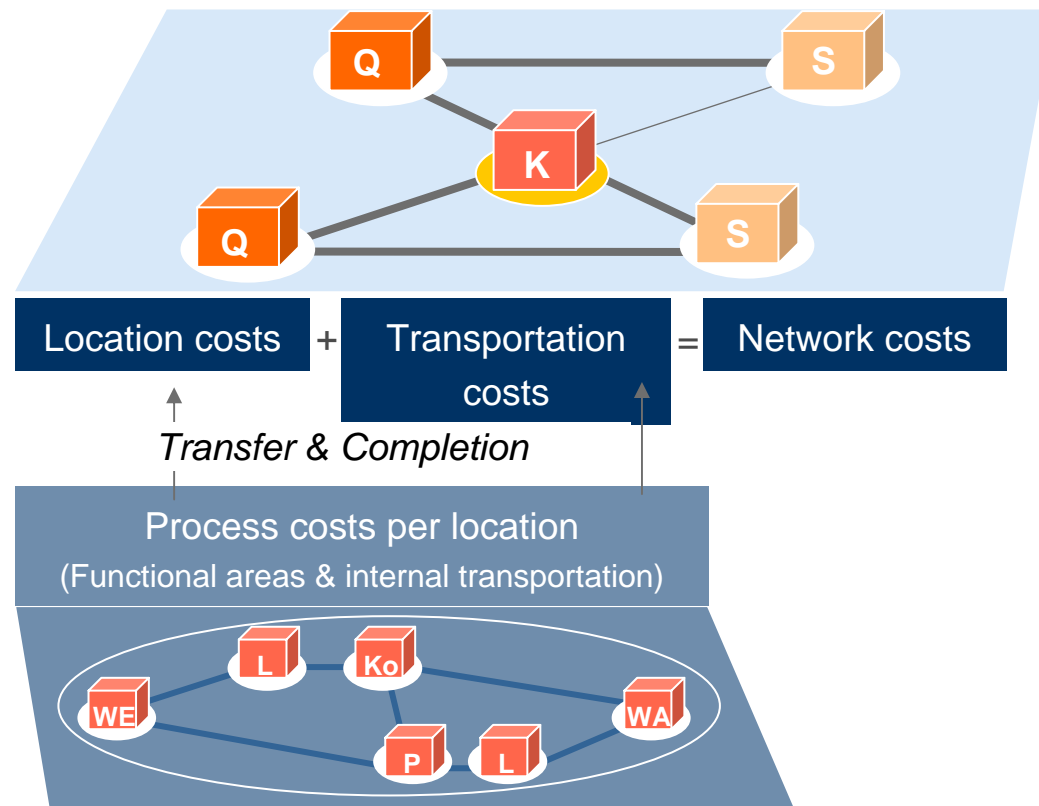 Q
S
K
Q
S
Location costs + Transportation costs = Network costs
Transfer & Completion
Process costs per location
(Functional areas & internal transportation)
L
Ko
WE
WA
P
L